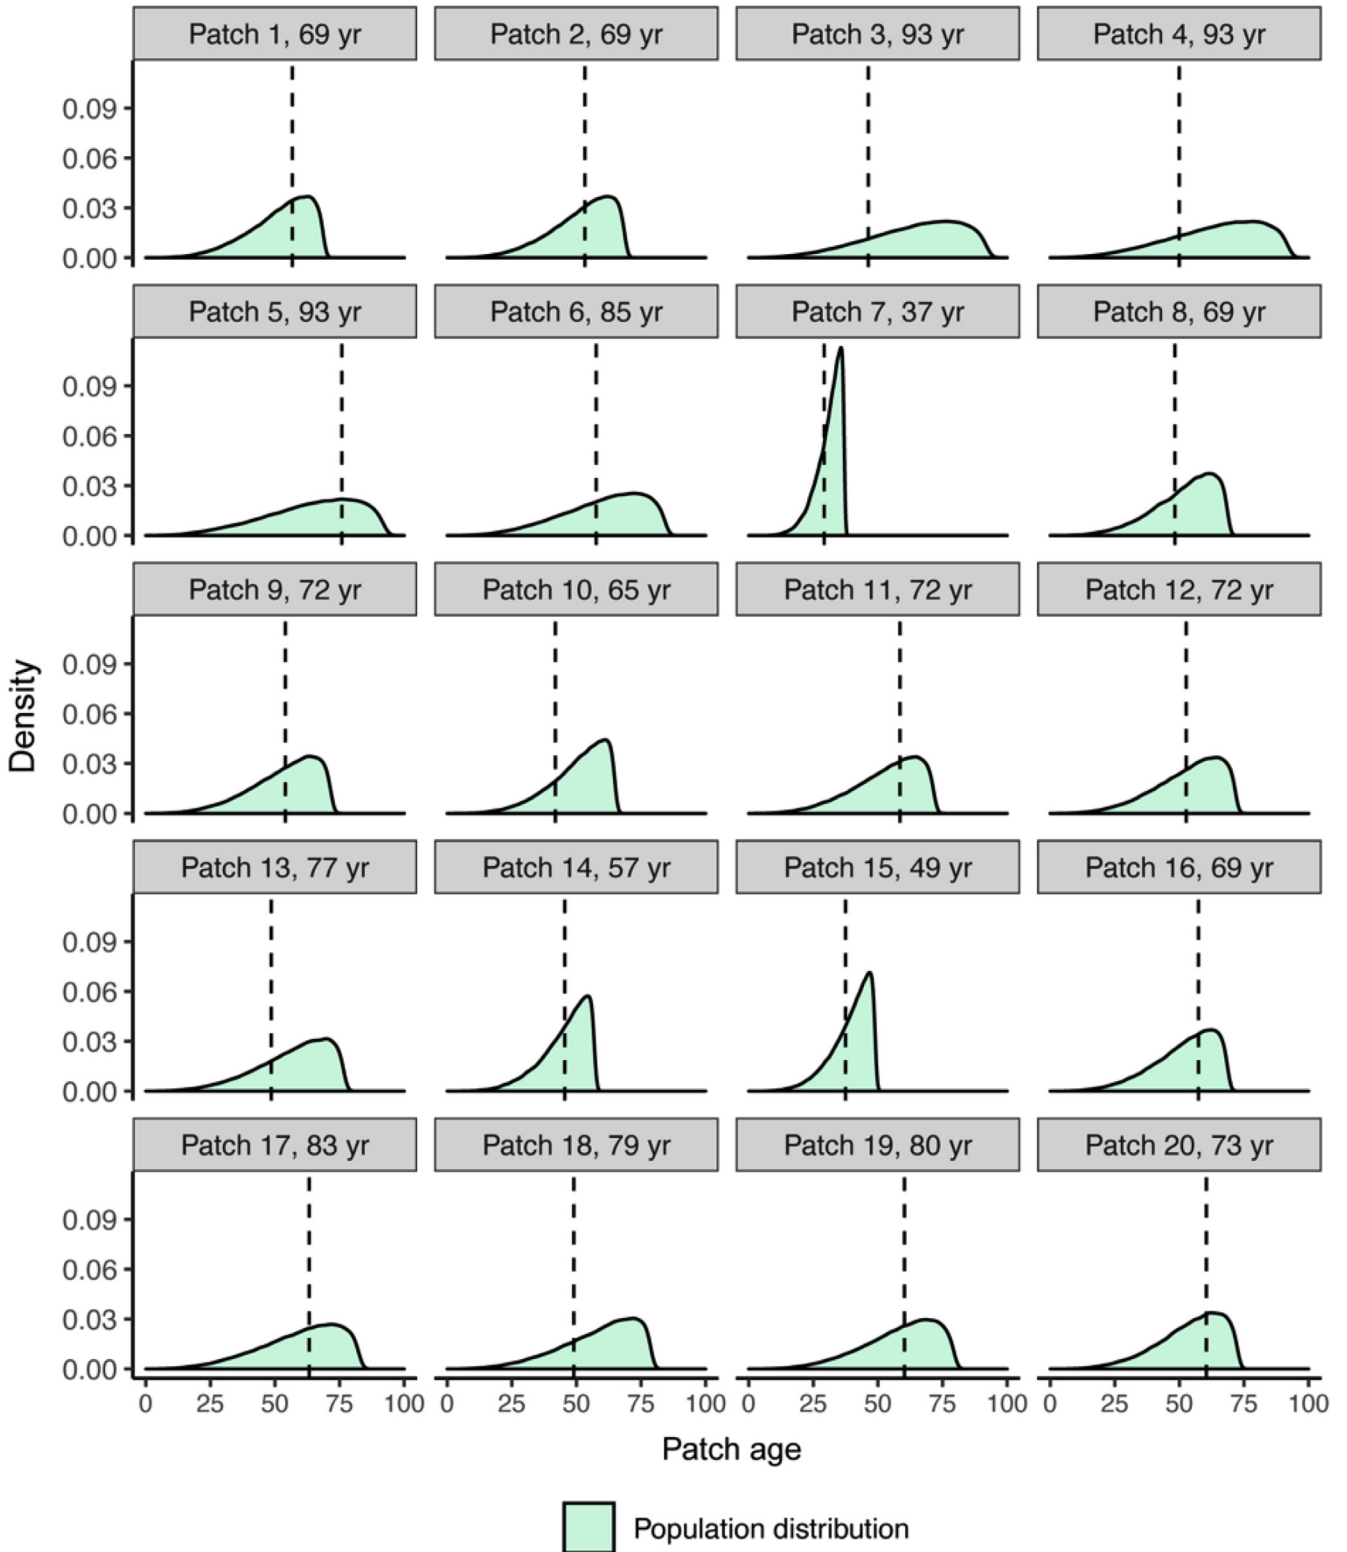 Patch 1, 69 yr
Patch 2, 69 yr
Patch 3, 93 yr
Patch 4, 93 yr
0.09
0.06
0.03
0.00
Patch 5, 93 yr
Patch 6, 85 yr
Patch 7, 37 yr
Patch 8, 69 yr
0.09
0.06
0.03
0.00
Patch 9, 72 yr
Patch 10, 65 yr
Patch 11, 72 yr
Patch 12, 72 yr
Density
0.09
0.06
0.03
0.00
Patch 13, 77 yr
Patch 14, 57 yr
Patch 15, 49 yr
Patch 16, 69 yr
0.09
0.06
0.03
0.00
Patch 17, 83 yr
Patch 18, 79 yr
Patch 19, 80 yr
Patch 20, 73 yr
0.09
0.06
0.03
0.00
0 25 50 75 100
0 25 50 75 100
0 25 50 75 100
0 25 50 75 100
Patch age
Population distribution